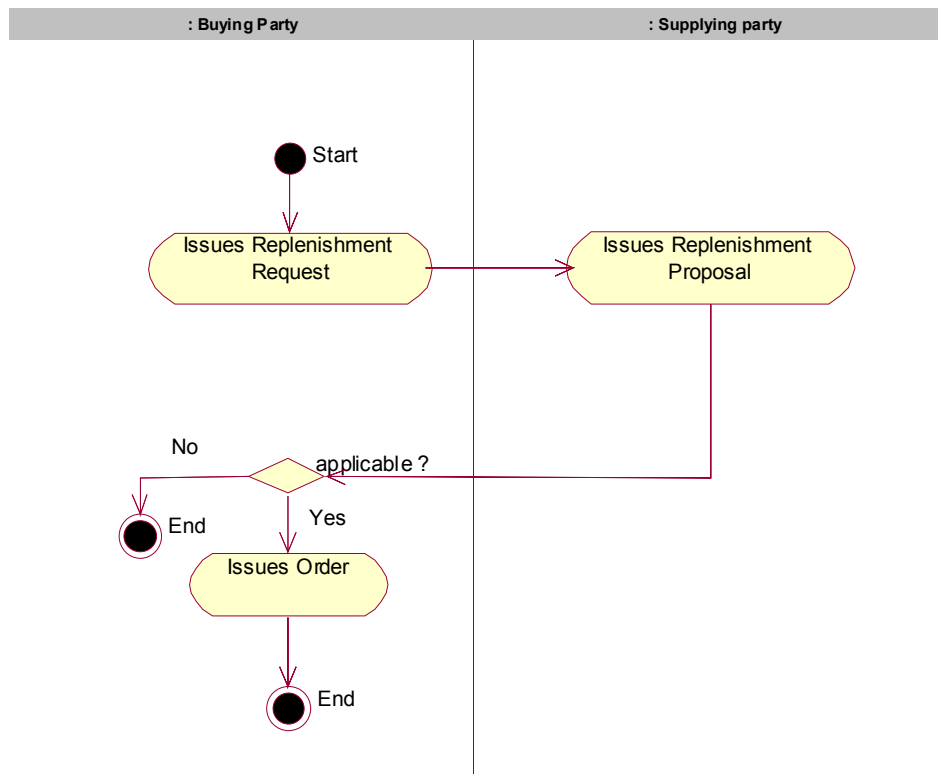 : Buying Party
: Supplying party
Start
Issues Replenishment
Request
Issues Replenishment
Proposal
No
applicable ?
End
Yes
Issues Order
End